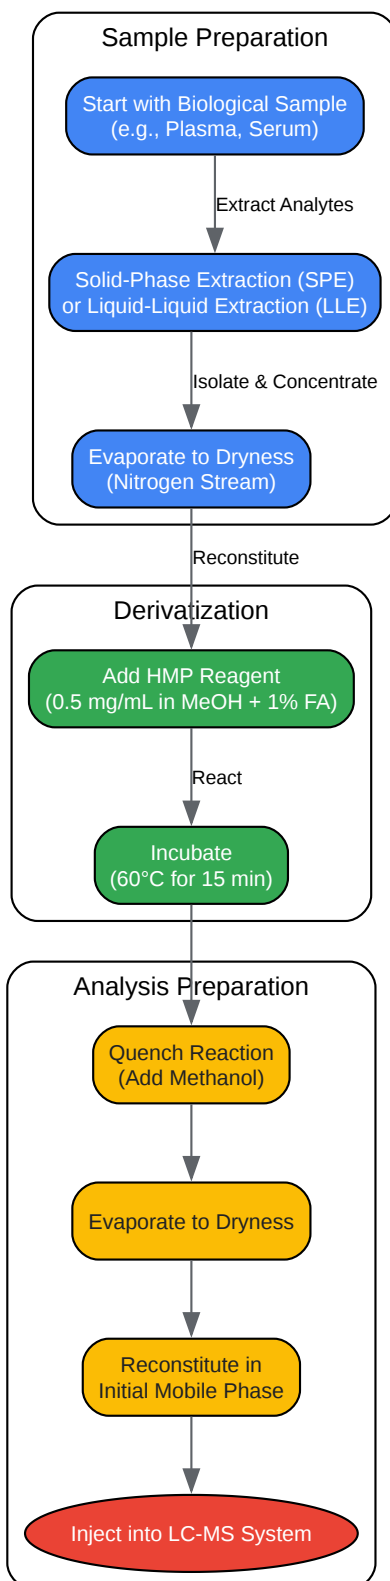 Sample Preparation
Start with Biological Sample
(e.g., Plasma, Serum)
Extract Analytes
Solid-Phase Extraction (SPE)
or Liquid-Liquid Extraction (LLE)
Isolate & Concentrate
Evaporate to Dryness
(Nitrogen Stream)
Reconstitute
Derivatization
Add HMP Reagent
(0.5 mg/mL in MeOH + 1% FA)
React
Incubate
(60°C for 15 min)
Analysis Preparation
Quench Reaction
(Add Methanol)
Evaporate to Dryness
Reconstitute in
Initial Mobile Phase
Inject into LC-MS System